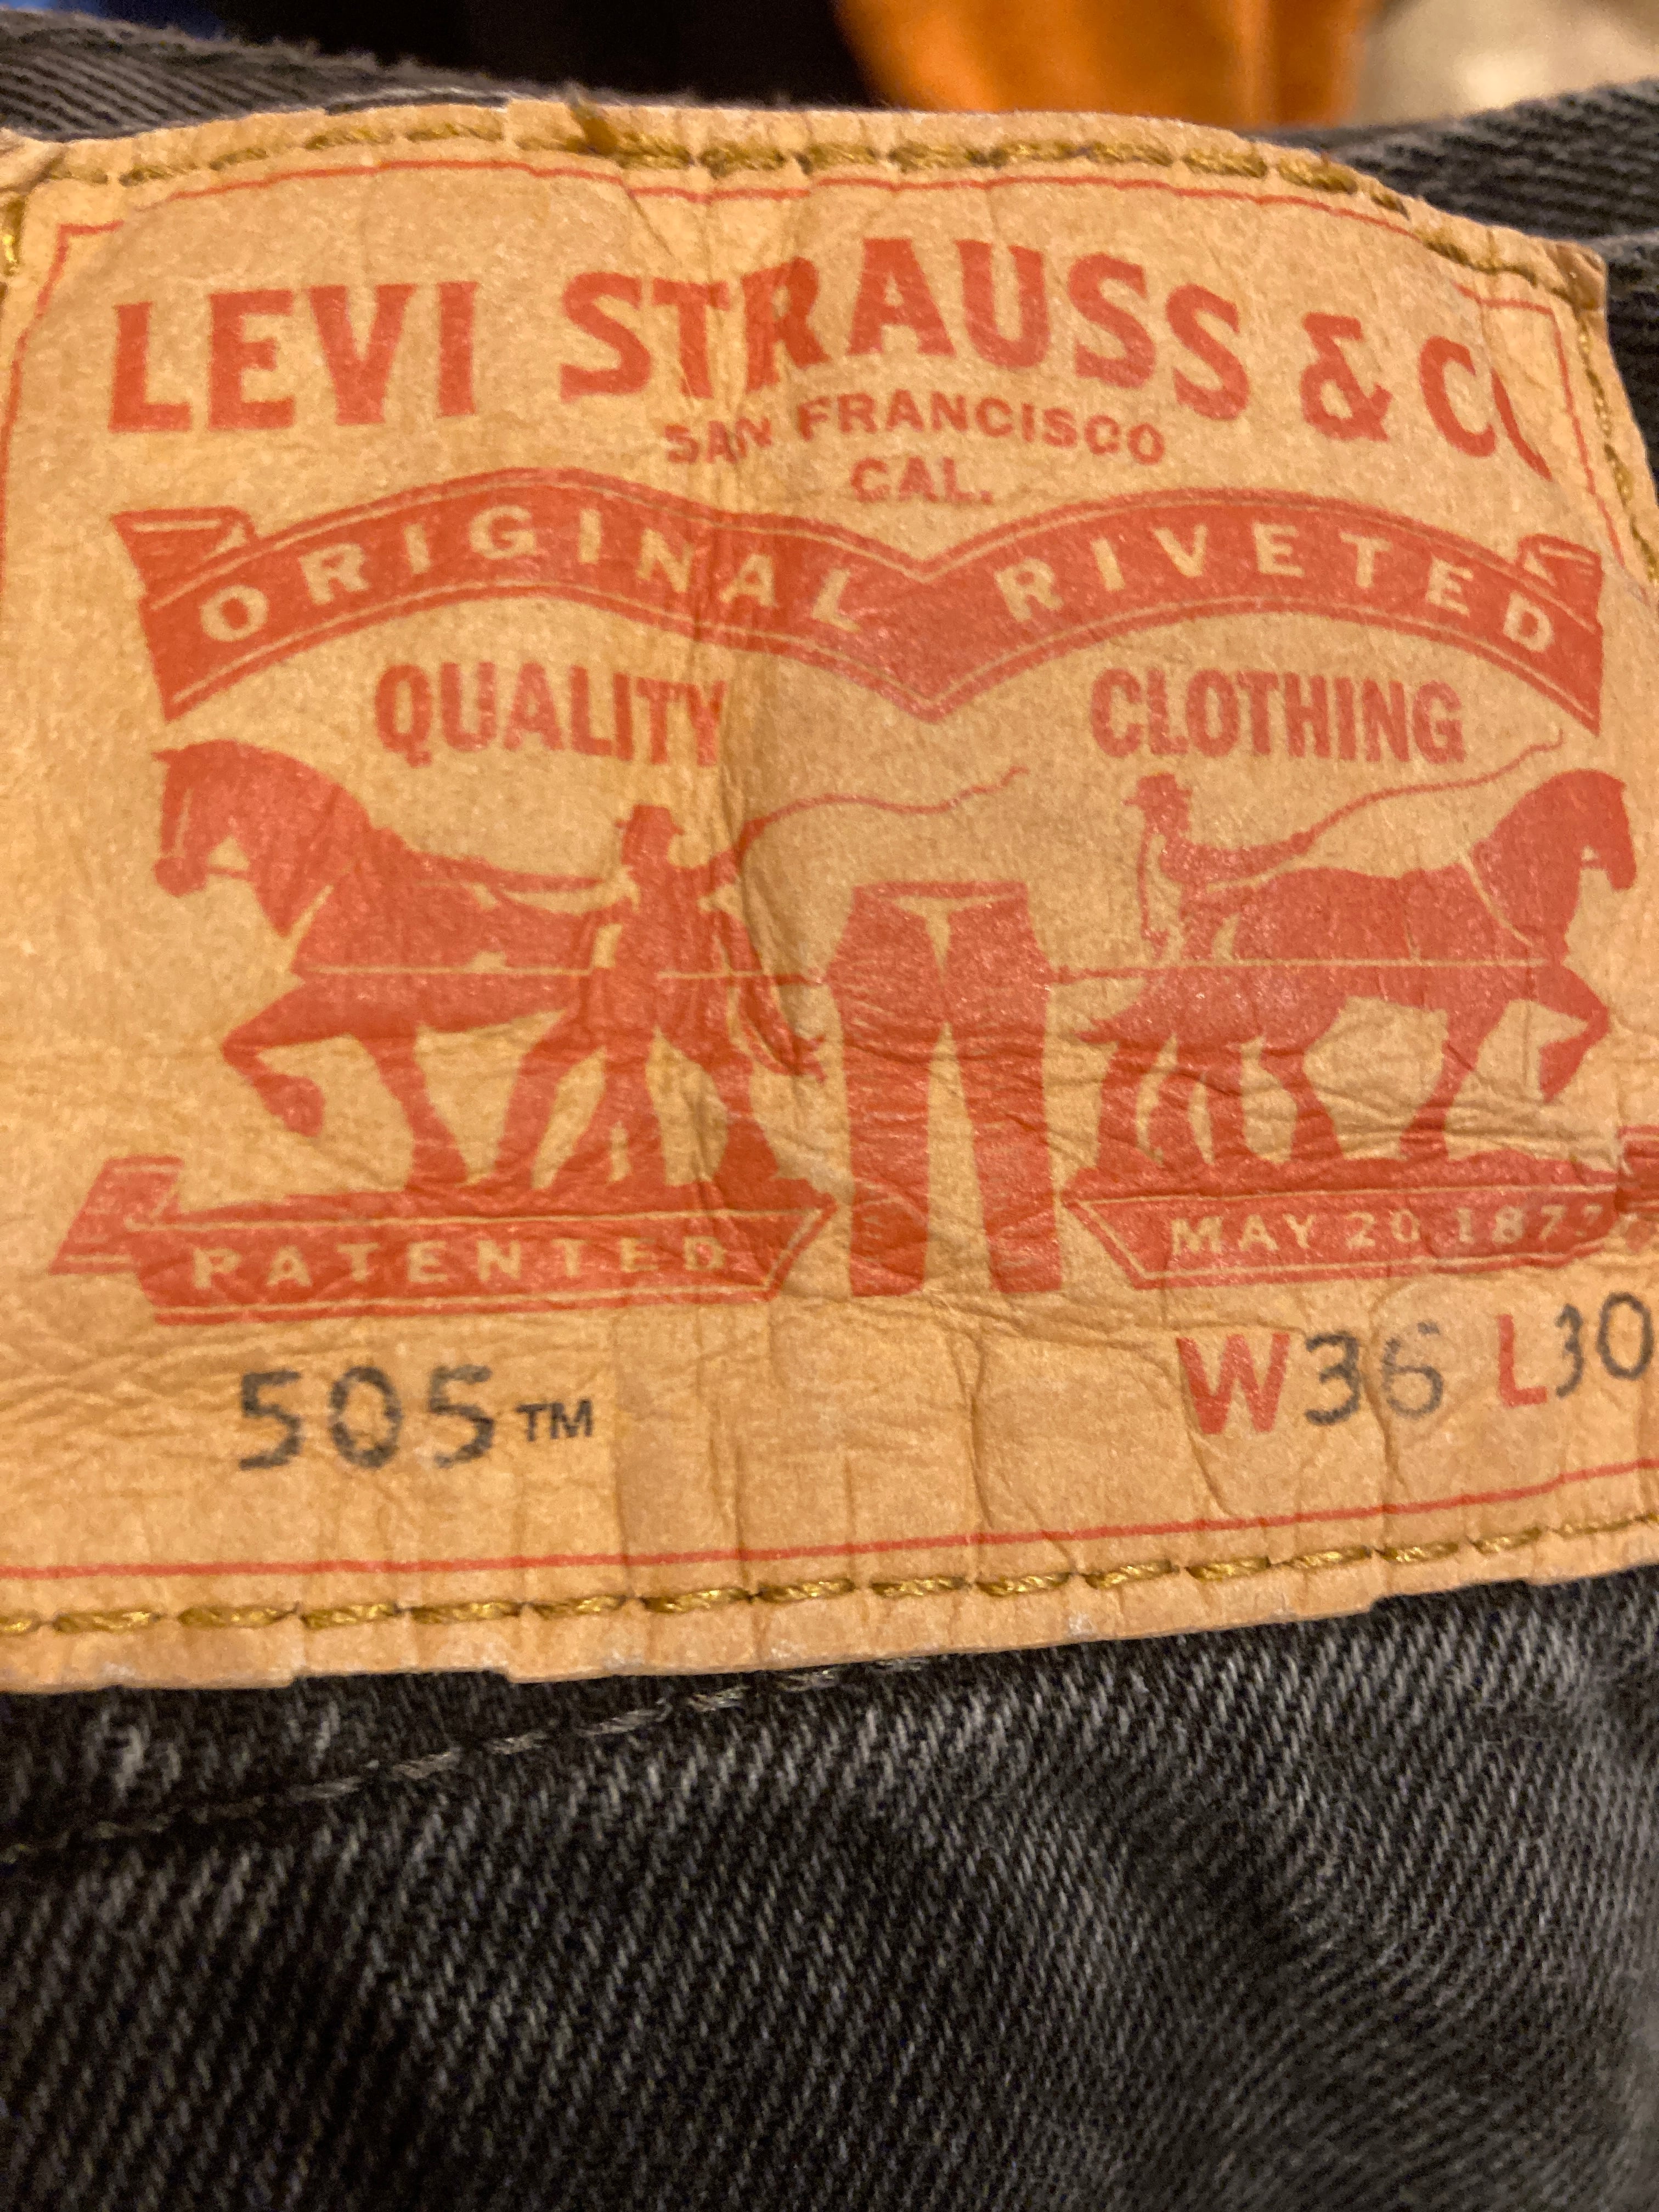 LEVI STRAUSS & CO
SAN FRANCISCO
CAL.
ORIGINAL RIVETED
QUALITY CLOTHING
PATENTED MAY 20 1873
505™ W36 L30